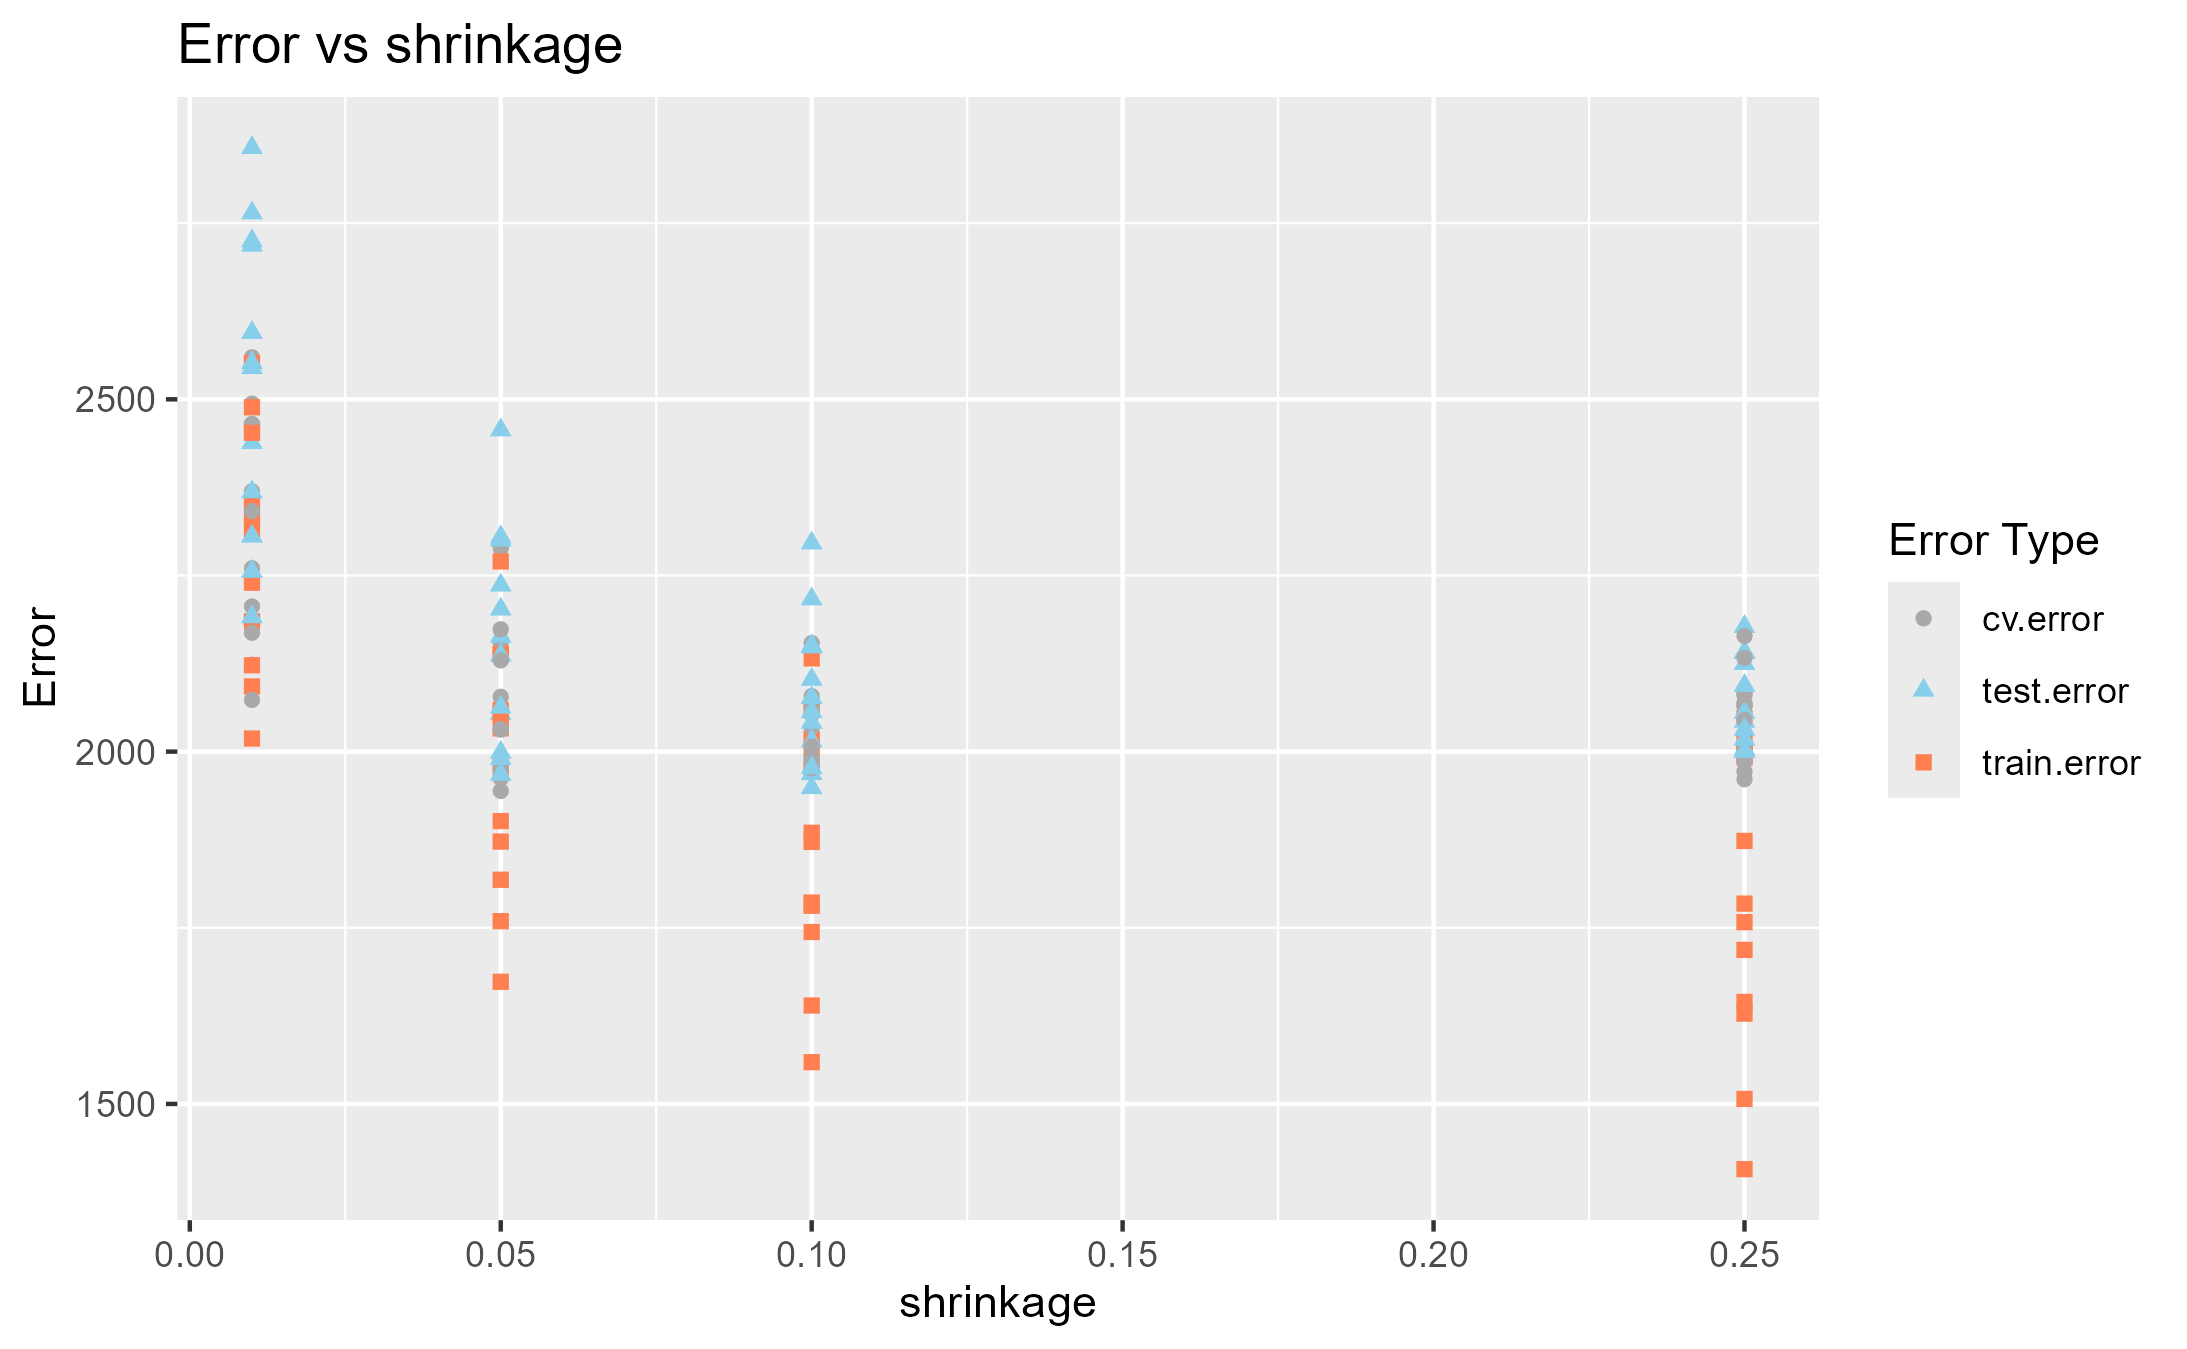 Error vs shrinkage
2500
2000
1500
Error
0.00 0.05 0.10 0.15 0.20 0.25
shrinkage
Error Type
cv.error
test.error
train.error